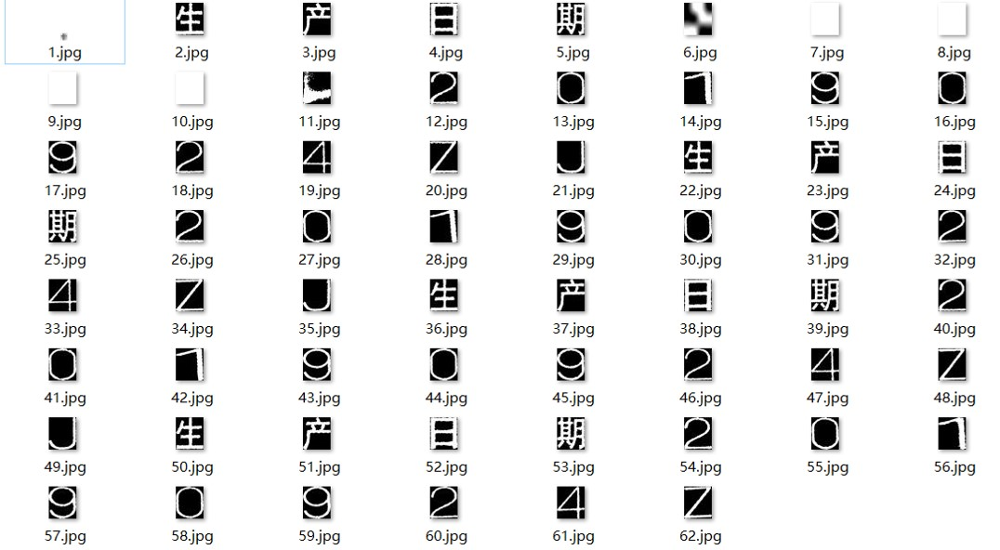 生 产 日 期
1.jpg 2.jpg 3.jpg 4.jpg 5.jpg 6.jpg 7.jpg 8.jpg
2 0 1 9 0
9.jpg 10.jpg 11.jpg 12.jpg 13.jpg 14.jpg 15.jpg 16.jpg
9 2 4 Z J 生 产 日
17.jpg 18.jpg 19.jpg 20.jpg 21.jpg 22.jpg 23.jpg 24.jpg
期 2 0 1 9 0 9 2
25.jpg 26.jpg 27.jpg 28.jpg 29.jpg 30.jpg 31.jpg 32.jpg
4 Z J 生 产 日 期 2
33.jpg 34.jpg 35.jpg 36.jpg 37.jpg 38.jpg 39.jpg 40.jpg
0 1 9 0 9 2 4 Z
41.jpg 42.jpg 43.jpg 44.jpg 45.jpg 46.jpg 47.jpg 48.jpg
J 生 产 日 期 2 0 1
49.jpg 50.jpg 51.jpg 52.jpg 53.jpg 54.jpg 55.jpg 56.jpg
9 0 9 2 4 Z
57.jpg 58.jpg 59.jpg 60.jpg 61.jpg 62.jpg